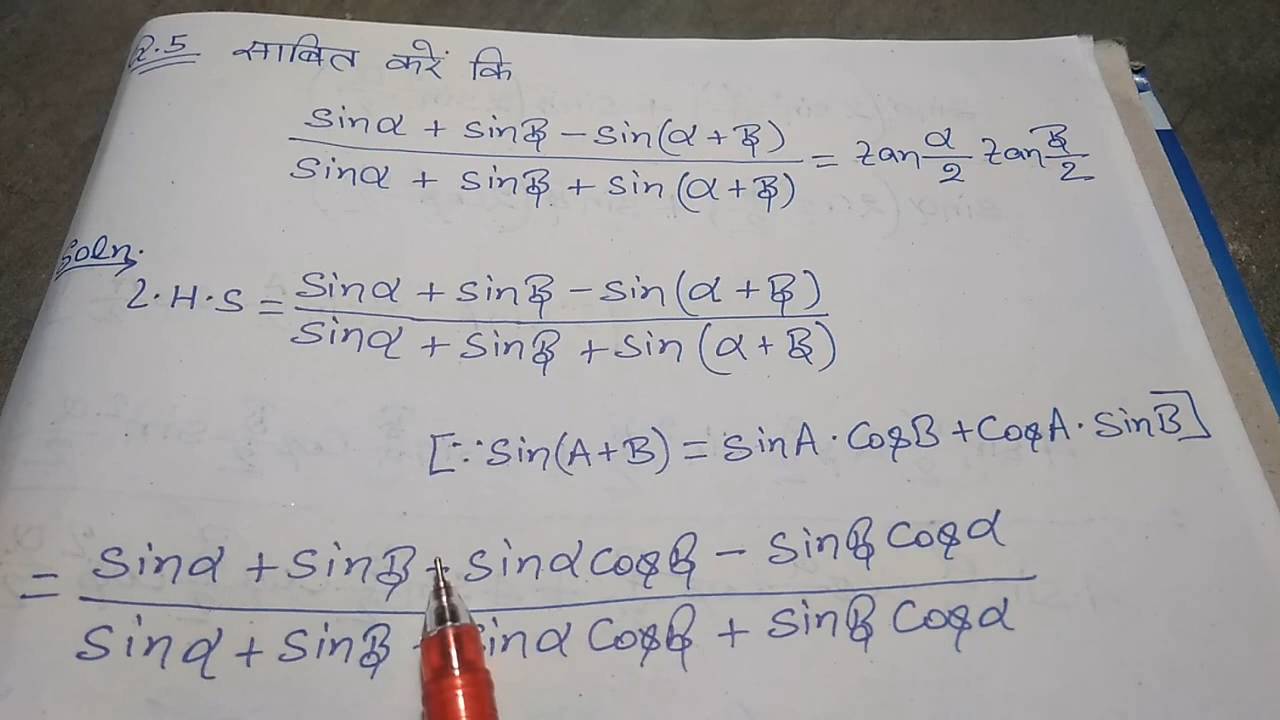 Q.5 साबित करें कि
sinα + sinβ − sin(α + β) / sinα + sinβ + sin(α + β) = tan α/2 tan β/2
Soln.
L.H.S = sinα + sinβ − sin(α + β) / sinα + sinβ + sin(α + β)
[∵ sin(A+B) = sinA · CosB + CosA · SinB]
= sinα + sinβ - sinα cosβ − sinβ cosα / sinα + sinβ sinα cosβ + sinβ cosα